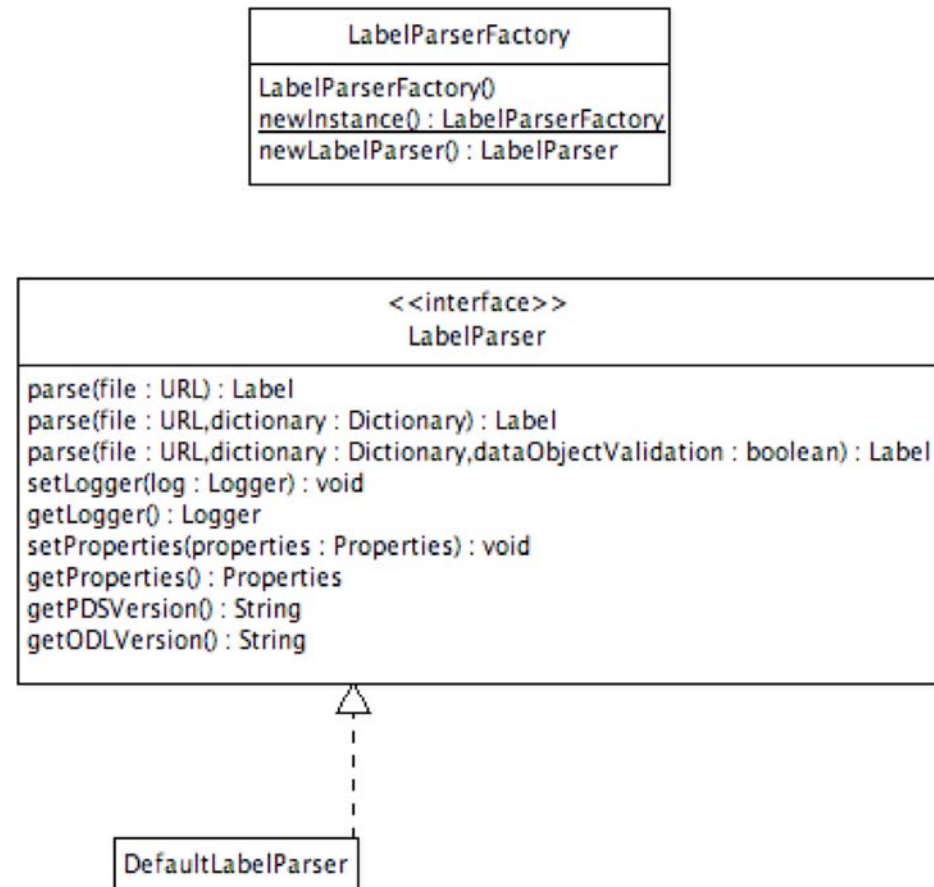 LabelParserFactory
LabelParserFactory()
newInstance() : LabelParserFactory
newLabelParser() : LabelParser
<<interface>>
LabelParser
parse(file : URL) : Label
parse(file : URL,dictionary : Dictionary) : Label
parse(file : URL,dictionary : Dictionary,dataObjectValidation : boolean) : Label
setLogger(log : Logger) : void
getLogger() : Logger
setProperties(properties : Properties) : void
getProperties() : Properties
getPDSVersion() : String
getODLVersion() : String
DefaultLabelParser